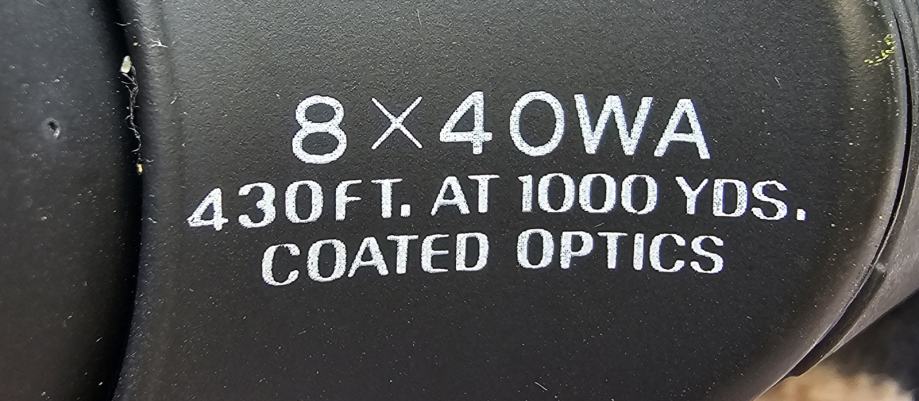 8×40WA
430FT. AT 1000 YDS.
COATED OPTICS